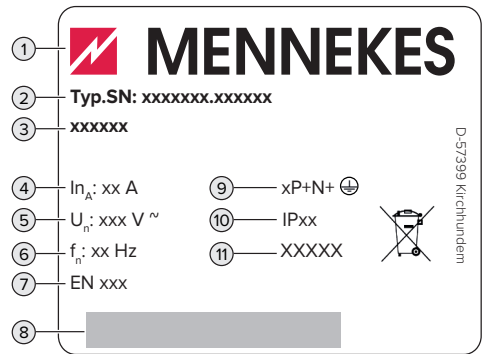 1 MENNEKES
2 Typ.SN: xxxxxxx.xxxxxx
3 xxxxxx
4 InA: xx A
5 Un: xxx V ~
6 fn: xx Hz
7 EN xxx
8
9 xP+N+
10 IPxx
11 XXXXX
D-57399 Kirchhundem